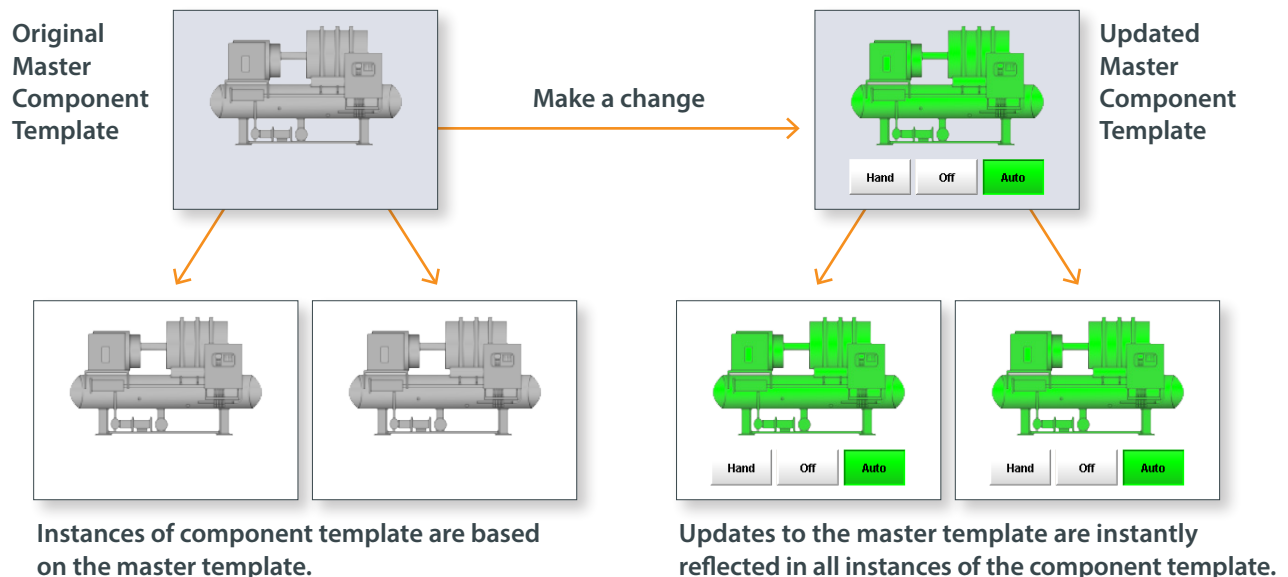 Original
Master
Component
Template
Make a change
Updated
Master
Component
Template
Hand Off Auto
Hand Off Auto
Hand Off Auto
Instances of component template are based
on the master template.
Updates to the master template are instantly
reflected in all instances of the component template.